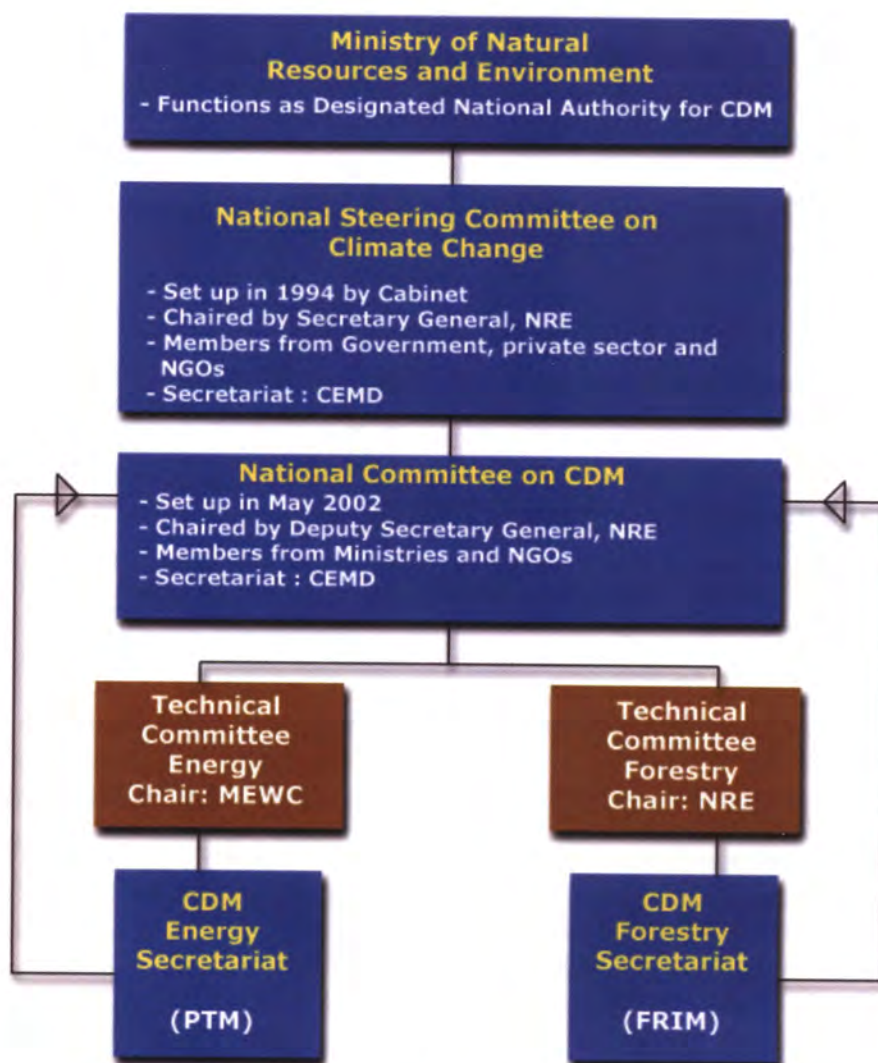 Ministry of Natural
Resources and Environment
- Functions as Designated National Authority for CDM
National Steering Committee on
Climate Change
- Set up in 1994 by Cabinet
- Chaired by Secretary General, NRE
- Members from Government, private sector and
NGOs
- Secretariat : CEMD
National Committee on CDM
- Set up in May 2002
- Chaired by Deputy Secretary General, NRE
- Members from Ministries and NGOs
- Secretariat : CEMD
Technical
Committee
Energy
Chair: MEWC
Technical
Committee
Forestry
Chair: NRE
CDM
Energy
Secretariat
(PTM)
CDM
Forestry
Secretariat
(FRIM)